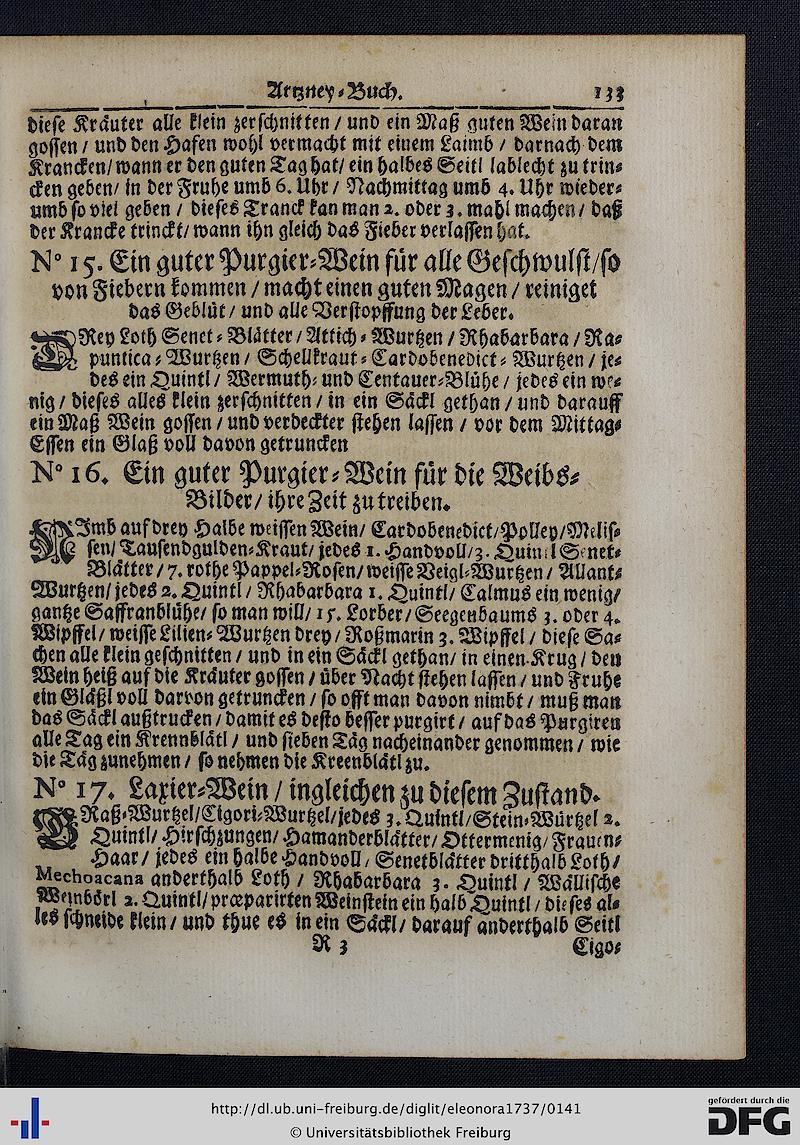 Artzney-Buch. 133
diese Kräuter alle klein zerschnitten / und ein Maß guten Wein daran
gossen / und den Hafen wohl vermacht mit einem Laimb / darnach dem
Krancken / wann er den guten Tag hat / ein halbes Seitl lablecht zu trin-
cken geben / in der Fruhe umb 6. Uhr / Nachmittag umb 4. Uhr wieder-
umb so viel geben / dieses Tranck kan man 2. oder 3. mahl machen / daß
der Krancke trinckt / wann ihn gleich das Fieber verlassen hat.
N° 15. Ein guter Purgier-Wein für alle Geschwulst / so
von Fiebern kommen / macht einen guten Magen / reiniget
das Geblüt / und alle Verstopffung der Leber.
DRey Loth Senet-Blätter / Attich-Wurtzen / Rhabarbara / Ra-
puntica-Wurtzen / Schellkraut-Cardobenedict-Wurtzen / je-
des ein Quintl / Wermuth- und Centauer-Blühe / jedes ein we-
nig / dieses alles klein zerschnitten / in ein Säckl gethan / und darauff
ein Maß Wein gossen / und verdeckter stehen lassen / vor dem Mittag-
Essen ein Glaß voll davon getruncken
N° 16. Ein guter Purgier-Wein für die Weibs-
Bilder / ihre Zeit zu treiben.
NImb auf drey Halbe weissen Wein / Cardobenedict / Polley / Melis-
sen / Tausendgulden-Kraut / jedes 1. Handvoll / 3. Quintl Senet-
Blätter / 7. rothe Pappel-Rosen / weisse Veigl-Wurtzen / Allant-
Wurtzen / jedes 2. Quintl / Rhabarbara 1. Quintl / Calmus ein wenig /
gantze Saffranblühe / so man will / 15. Lorber / Seegenbaums 3. oder 4.
Wipffel / weisse Lilien-Wurtzen drey / Roßmarin 3. Wipffel / diese Sa-
chen alle klein geschnitten / und in ein Säckl gethan / in einen Krug / den
Wein heiß auf die Kräuter gossen / über Nacht stehen lassen / und Fruhe
ein Gläßl voll darvon getruncken / so offt man davon nimbt / muß man
das Säckl außtrucken / damit es desto besser purgirt / auf das Purgiren
alle Tag ein Krennblätl / und sieben Täg nacheinander genommen / wie
die Täg zunehmen / so nehmen die Kreenblätl zu.
N° 17. Laxier-Wein / ingleichen zu diesem Zustand.
GRaß-Wurtzel / Cigori-Wurtzel / jedes 3. Quintl / Stein-Würtzel 2.
Quintl / Hirschzungen / Hamanderblätter / Ottermenig / Frauen-
Haar / jedes ein halbe Handvoll / Senetblätter dritthalb Loth /
Mechoacana anderthalb Loth / Rhabarbara 3. Quintl / Wällische
Weinbörl 2. Quintl / præparirten Weinstein ein halb Quintl / dieses al-
les schneide klein / und thue es in ein Säckl / darauf anderthalb Seitl
R 3 Cigo-
http://dl.ub.uni-freiburg.de/diglit/eleonora1737/0141
© Universitätsbibliothek Freiburg
gefördert durch die
DFG